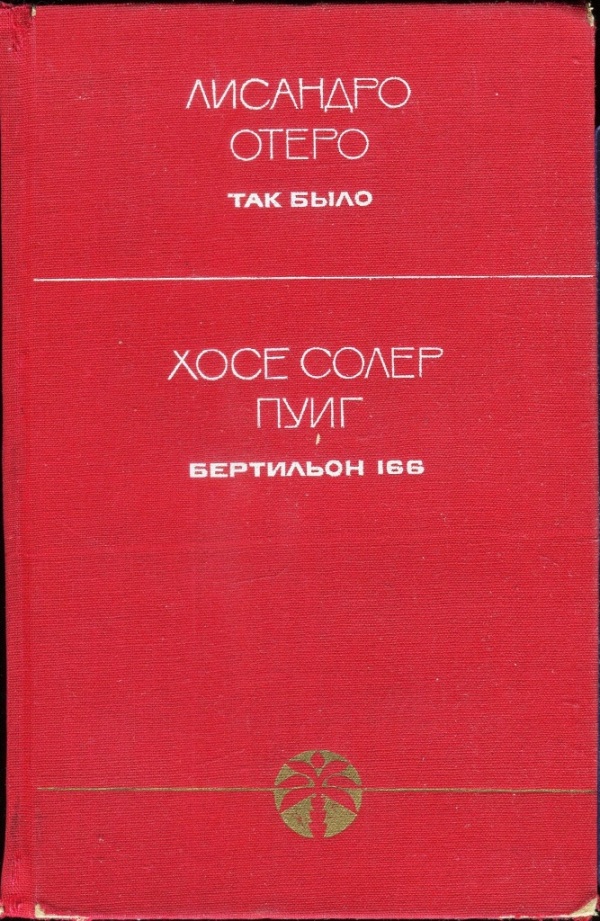 ЛИСАНДРО
ОТЕРО
ТАК БЫЛО
ХОСЕ СОЛЕР
ПУИГ
БЕРТИЛЬОН 166